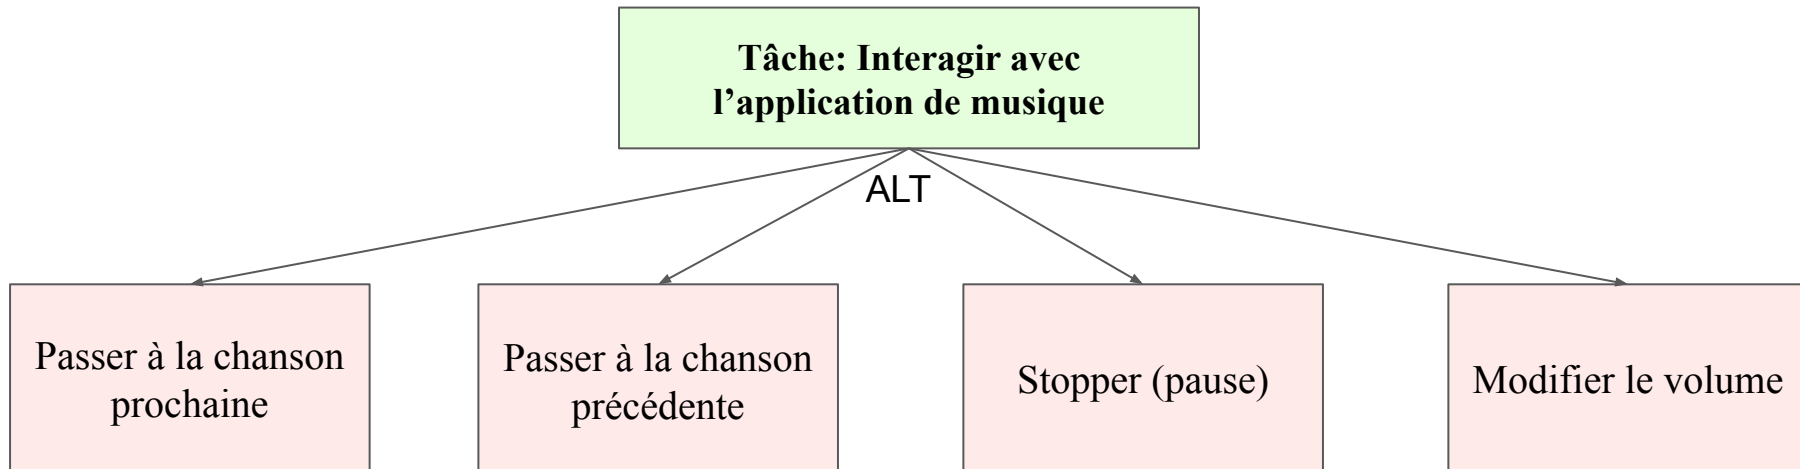 Tâche: Interagir avec
l’application de musique
ALT
Passer à la chanson
prochaine
Passer à la chanson
précédente
Stopper (pause)
Modifier le volume